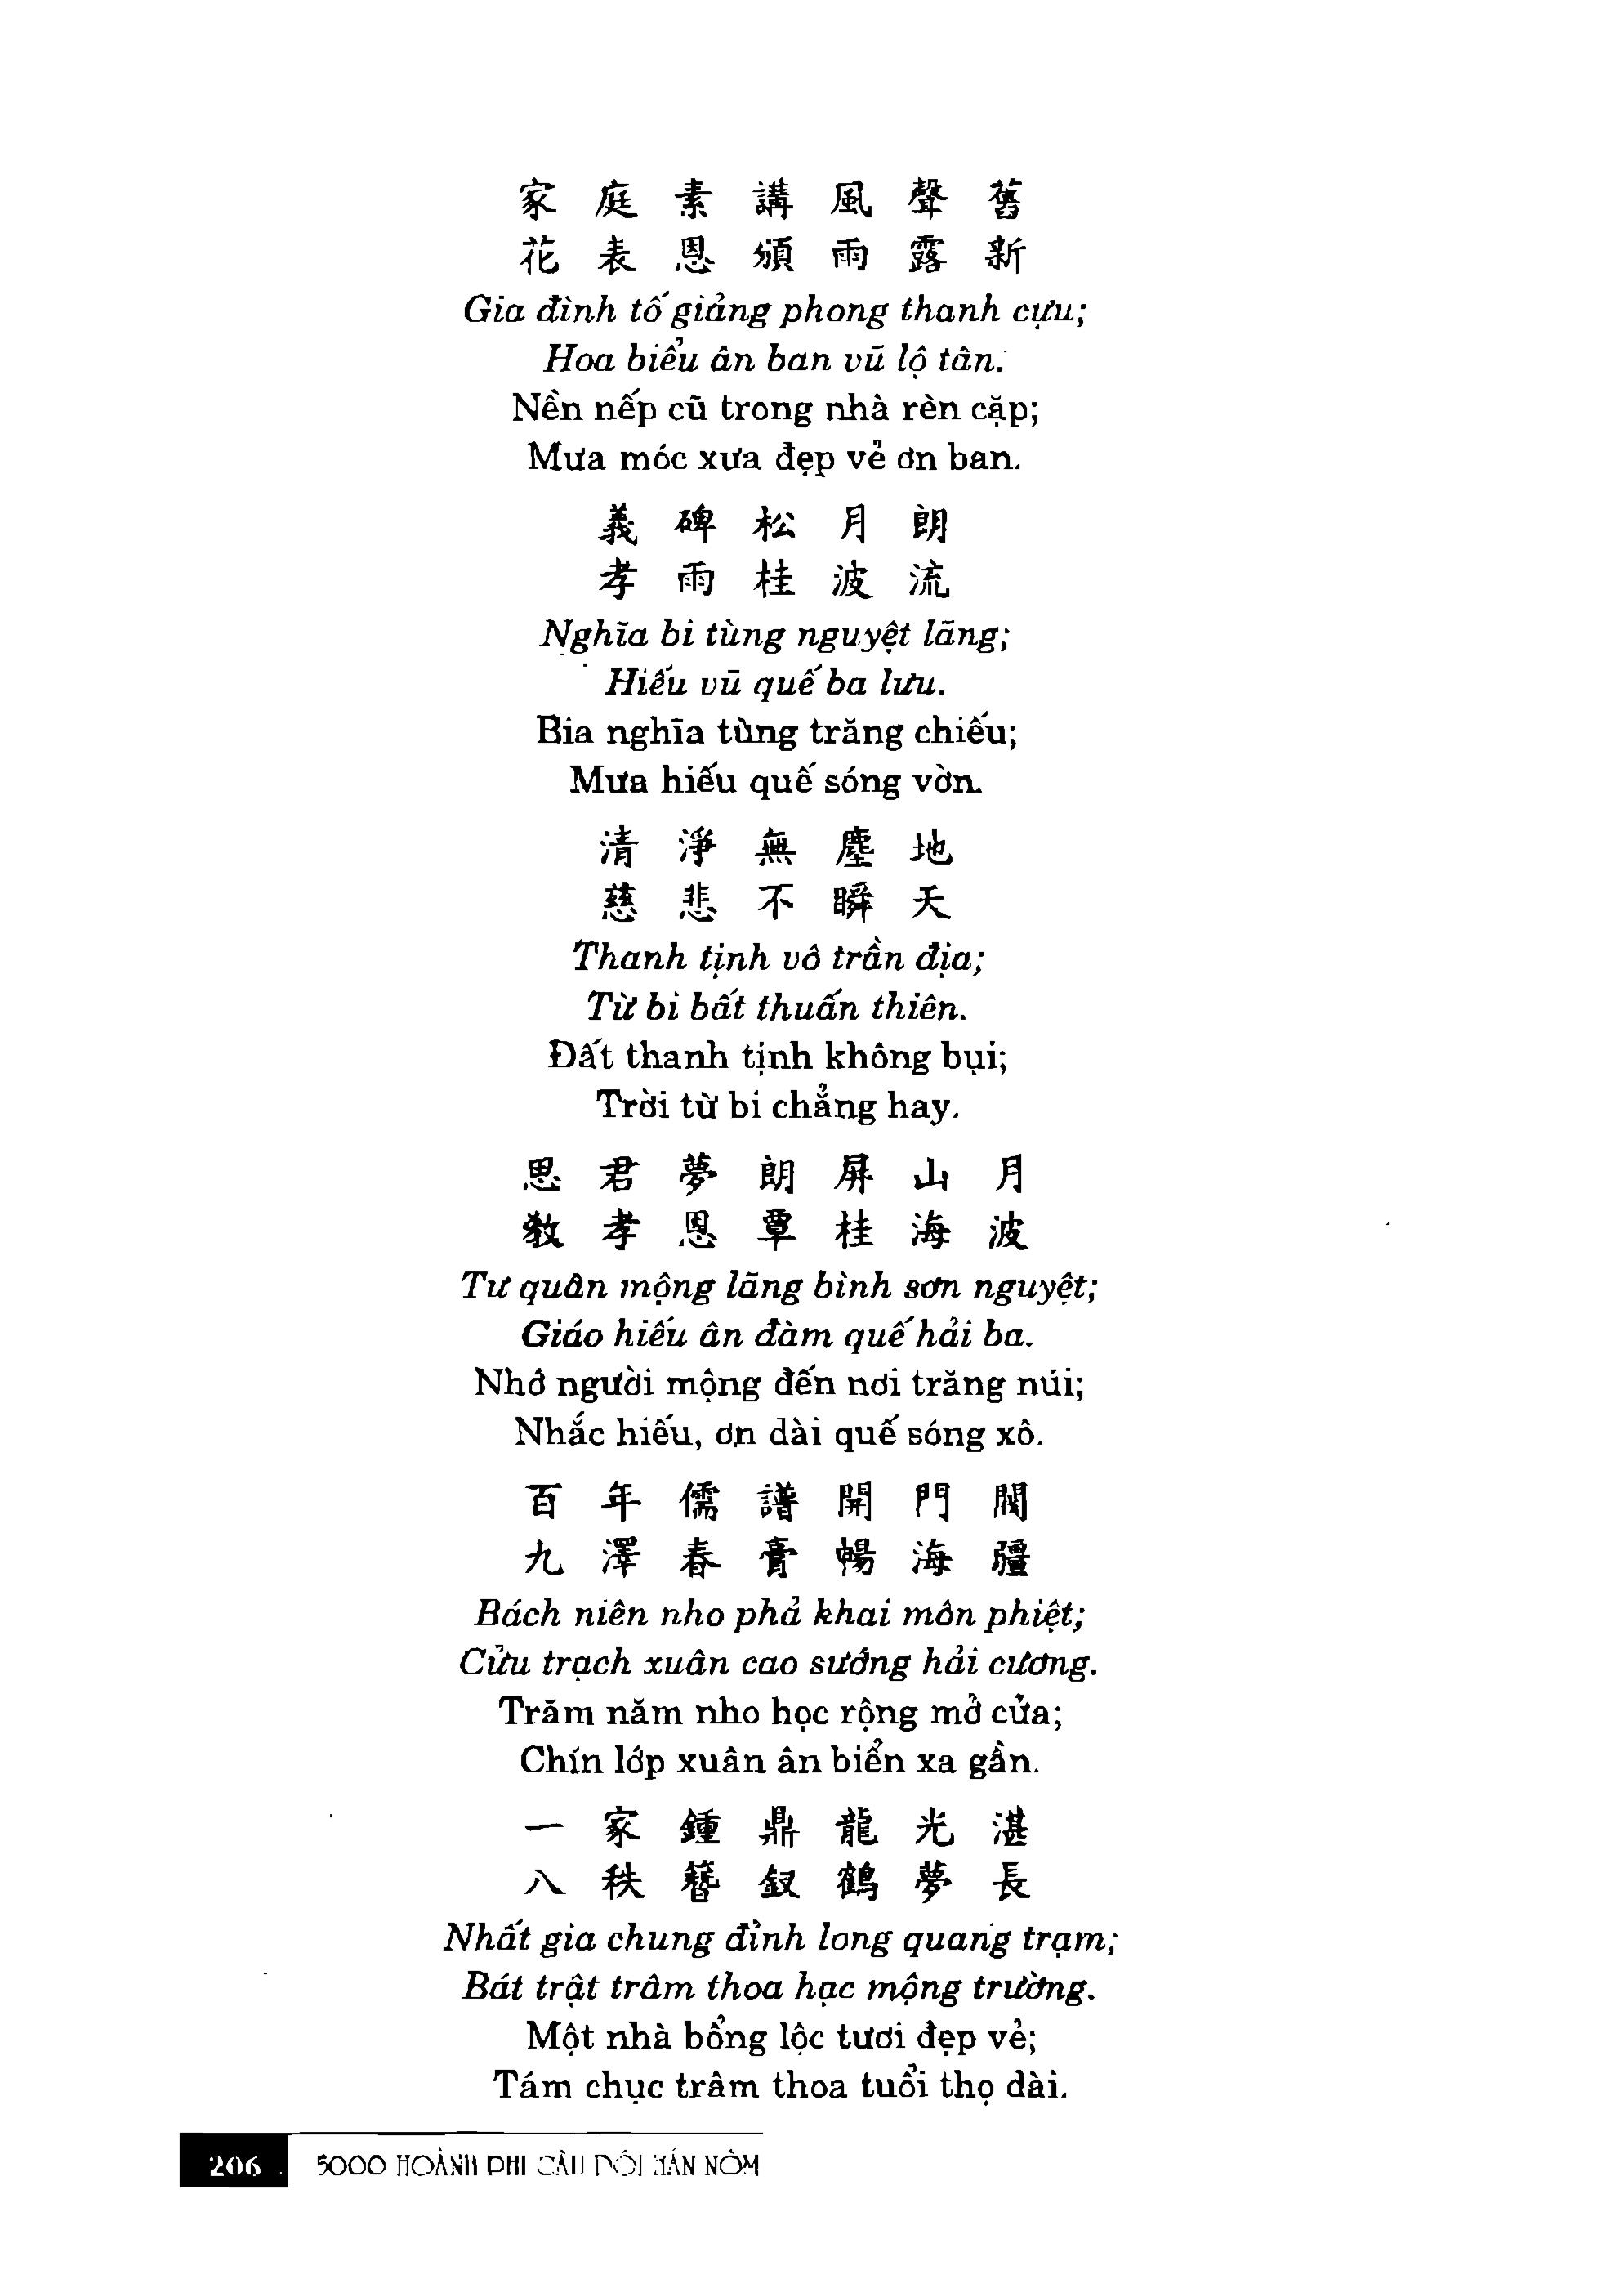 家庭素講風聲舊
花表恩頒雨露新
Gia đình tố giảng phong thanh cựu;
Hoa biểu ân ban vũ lộ tân.
Nền nếp cũ trong nhà rèn cặp;
Mưa móc xưa đẹp vẻ ơn ban.
義碑松月朗
孝雨桂波流
Nghĩa bi tùng nguyệt lãng;
Hiếu vũ quế ba lưu.
Bia nghĩa tùng trăng chiếu;
Mưa hiếu quế sóng vờn.
清淨無塵地
慈悲不瞬天
Thanh tịnh vô trần địa;
Từ bi bất thuấn thiên.
Đất thanh tịnh không bụi;
Trời từ bi chẳng hay.
思君夢朗屏山月
教孝恩覃桂海波
Tư quân mộng lãng bình sơn nguyệt;
Giáo hiếu ân đàm quế hải ba.
Nhớ người mộng đến nơi trăng núi;
Nhắc hiếu, ơn dài quế sóng xô.
百年儒譜開門閥
九澤春膏暢海疆
Bách niên nho phả khai môn phiệt;
Cửu trạch xuân cao sướng hải cương.
Trăm năm nho học rộng mở cửa;
Chín lớp xuân ân biển xa gần.
一家鍾鼎龍光湛
八秩簪釵鶴夢長
Nhất gia chung đỉnh long quang trạm;
Bát trật trâm thoa hạc mộng trường.
Một nhà bổng lộc tươi đẹp vẻ;
Tám chục trâm thoa tuổi thọ dài.
206 5000 HOÀNH PHI CÂU ĐỐI HÁN NÔM